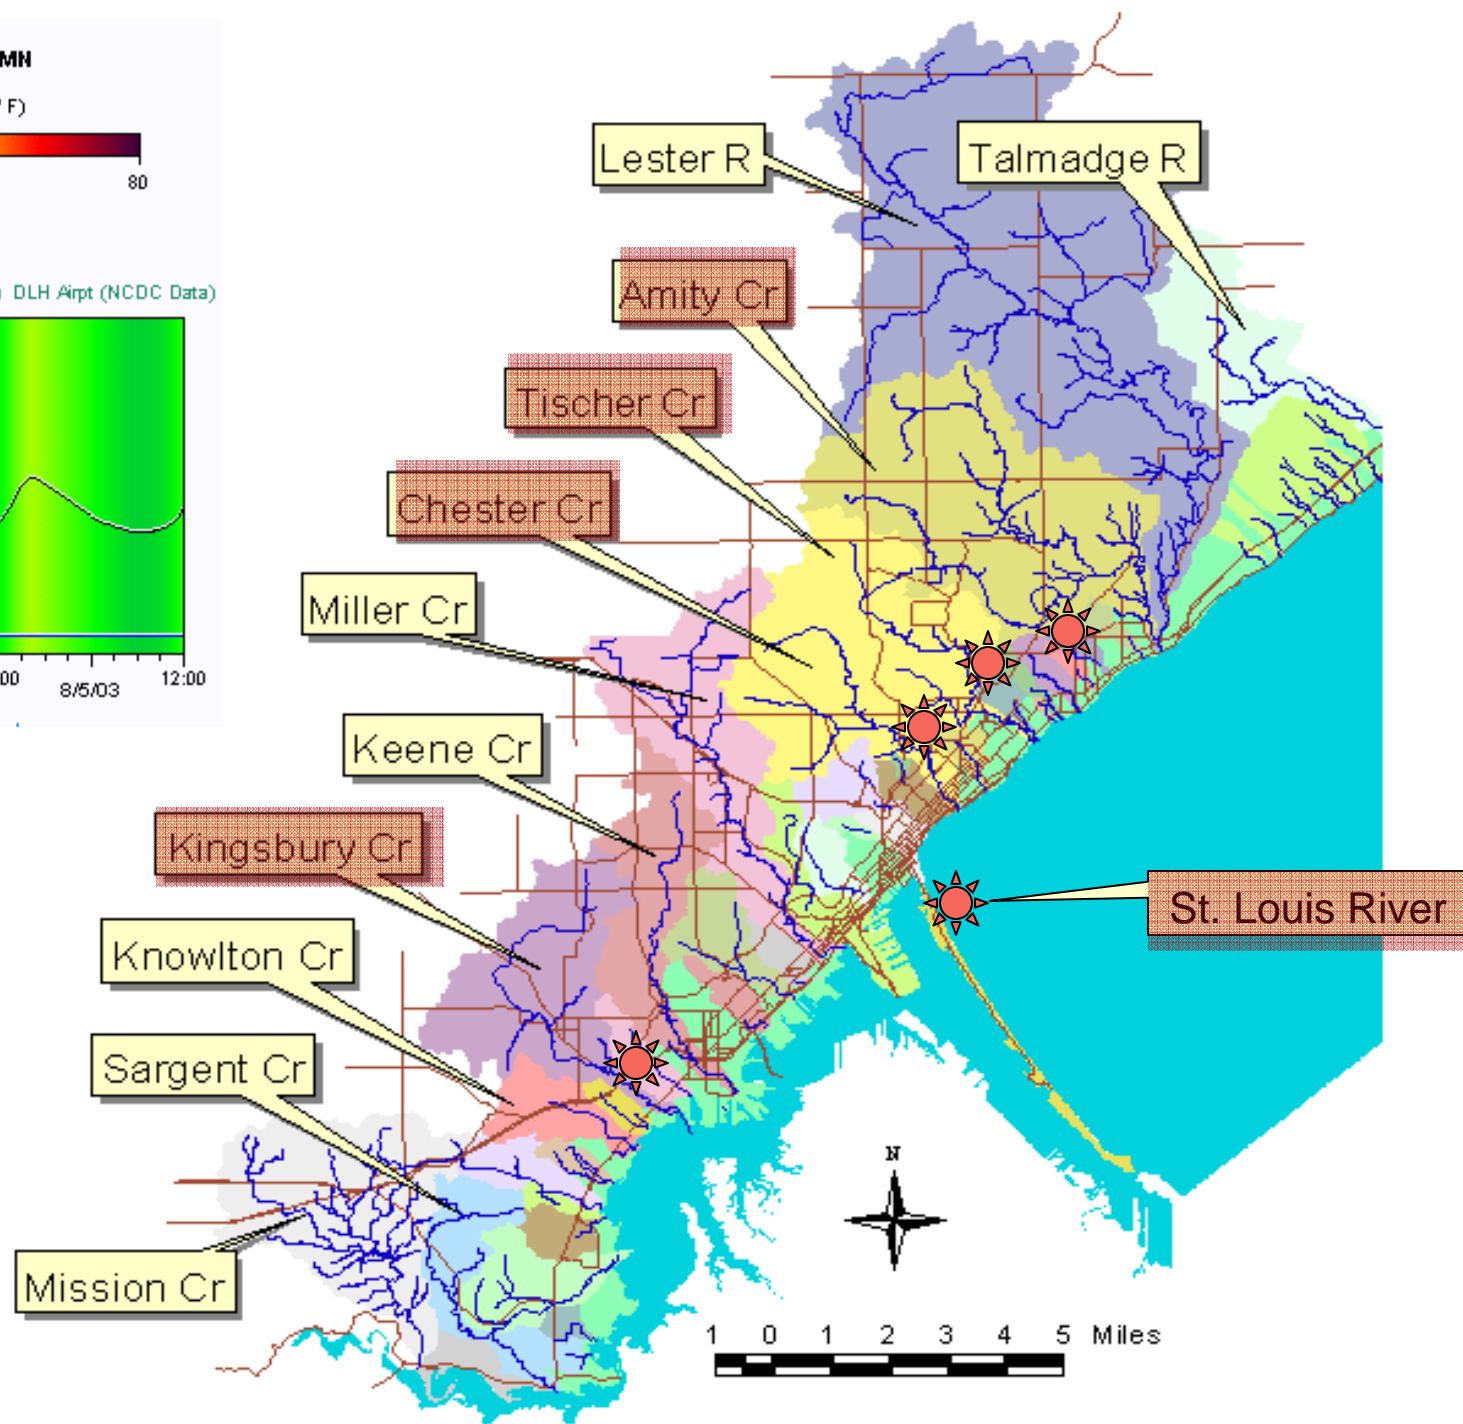 MN
F)
80
DLH Airpt (NCDC Data)
00
8/5/03
12:00
Lester R
Talmadge R
Amity Cr
Tischer Cr
Chester Cr
Miller Cr
Keene Cr
Kingsbury Cr
St. Louis River
Knowlton Cr
Sargent Cr
Mission Cr
N
1 0 1 2 3 4 5 Miles